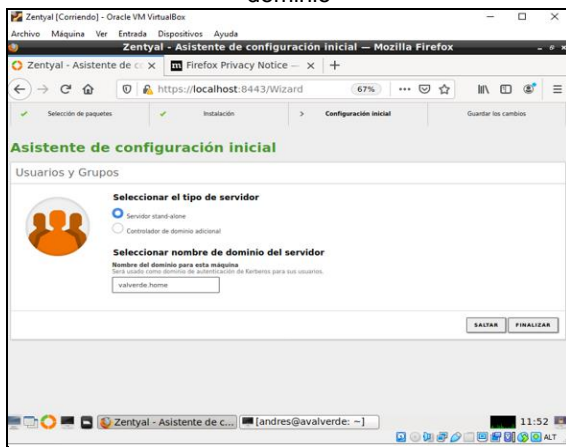 dominio
Zentyal [Corriendo] - Oracle VM VirtualBox
Archivo Máquina Ver Entrada Dispositivos Ayuda
Zentyal - Asistente de configuración inicial — Mozilla Firefox
Zentyal - Asistente de co
Firefox Privacy Notice —
https://localhost:8443/Wizard
67%
Selección de paquetes
Instalación
Configuración inicial
Guardar los cambios
Asistente de configuración inicial
Usuarios y Grupos
Seleccionar el tipo de servidor
Servidor stand-alone
Controlador de dominio adicional
Seleccionar nombre de dominio del servidor
Nombre del dominio para esta máquina
Será usado como dominio de autenticación de Kerberos para sus usuarios.
valverde.home
SALTAR FINALIZAR
Zentyal - Asistente de c... [andres@avalverde: ~] 11:52
ALT